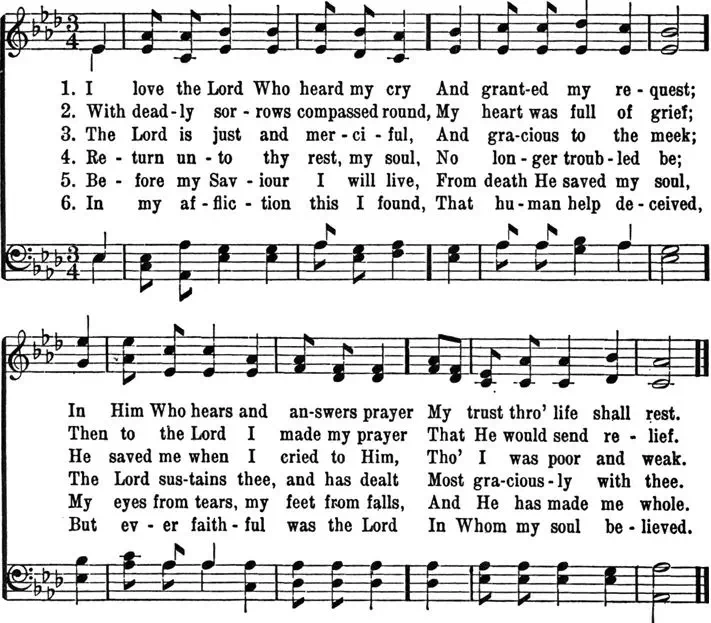 3
4
1. I love the Lord Who heard my cry And grant-ed my re - quest;
2. With dead-ly sor - rows compassed round, My heart was full of grief;
3. The Lord is just and mer - ci - ful, And gra-cious to the meek;
4. Re - turn un - to thy rest, my soul, No lon - ger troub - led be;
5. Be - fore my Sav - iour I will live, From death He saved my soul,
6. In my af - flic - tion this I found, That hu - man help de - ceived,
3
4
In Him Who hears and an-swers prayer My trust thro' life shall rest.
Then to the Lord I made my prayer That He would send re - lief.
He saved me when I cried to Him, Tho' I was poor and weak.
The Lord sus-tains thee, and has dealt Most gra-cious-ly with thee.
My eyes from tears, my feet from falls, And He has made me whole.
But ev - er faith - ful was the Lord In Whom my soul be - lieved.